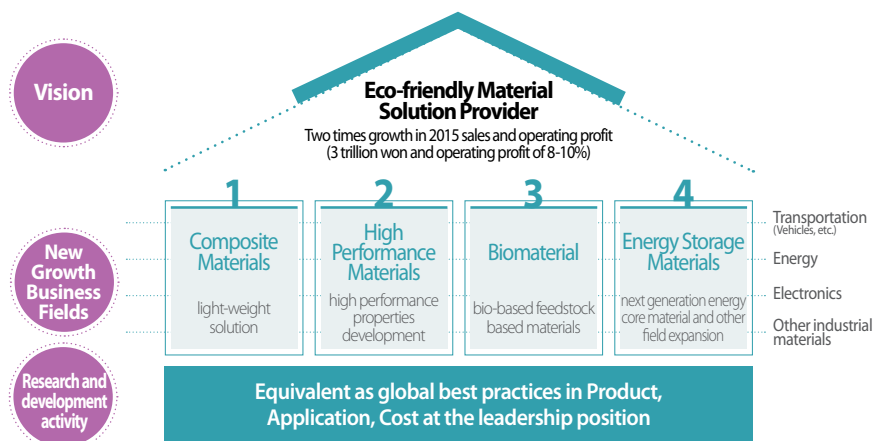 Vision
Eco-friendly Material
Solution Provider
Two times growth in 2015 sales and operating profit
(3 trillion won and operating profit of 8-10%)
New
Growth
Business
Fields
1
Composite
Materials
light-weight
solution
2
High
Performance
Materials
high performance
properties
development
3
Biomaterial
bio-based feedstock
based materials
4
Energy Storage
Materials
next generation energy
core material and other
field expansion
Transportation
(Vehicles, etc.)
Energy
Electronics
Other industrial
materials
Research and
development
activity
Equivalent as global best practices in Product,
Application, Cost at the leadership position